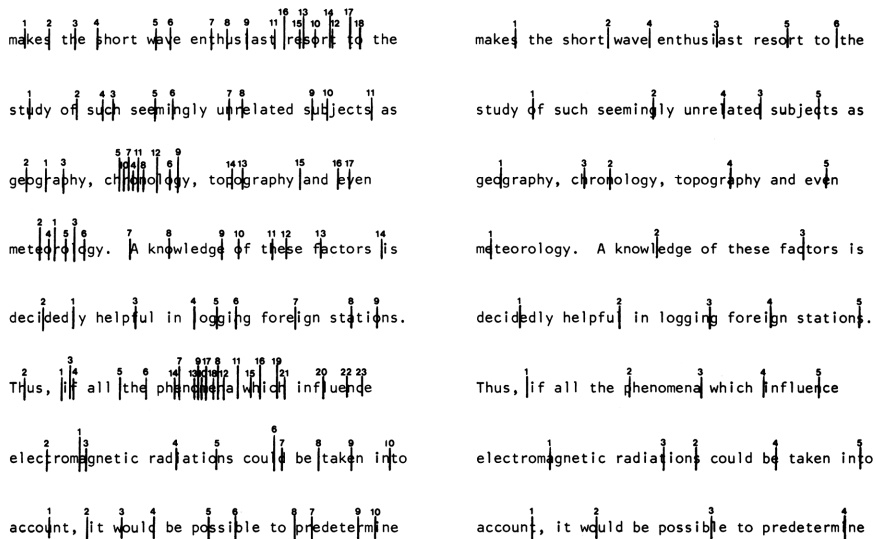 makes the short wave enthusiast resort to the
study of such seemingly unrelated subjects as
geography, chronology, topography and even
meteorology. A knowledge of these factors is
decidedly helpful in logging foreign stations.
Thus, if all the phenomena which influence
electromagnetic radiations could be taken into
account, it would be possible to predetermine
makes the short wave enthusiast resort to the
study of such seemingly unrelated subjects as
geography, chronology, topography and even
meteorology. A knowledge of these factors is
decidedly helpful in logging foreign stations.
Thus, if all the phenomena which influence
electromagnetic radiations could be taken into
account, it would be possible to predetermine